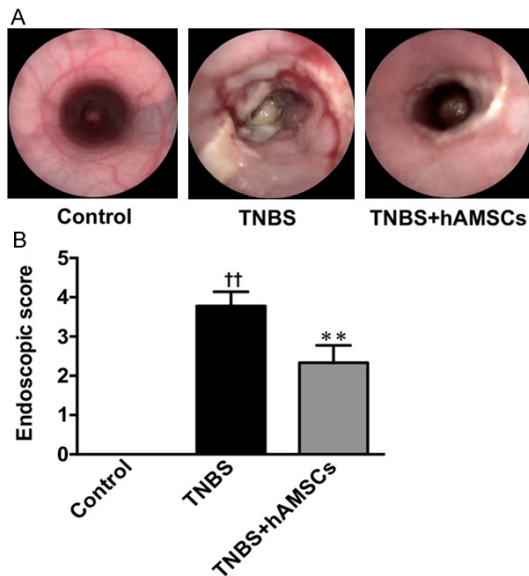 A
Control TNBS TNBS+hAMSCs
B
Endoscopic score
5
4
3
2
1
0
††
**
Control
TNBS
TNBS+hAMSCs